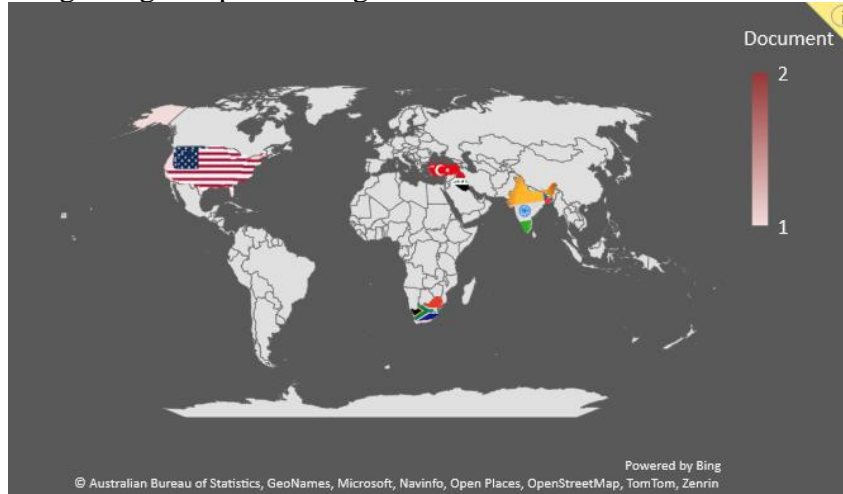 Document
2
1
Powered by Bing
© Australian Bureau of Statistics, GeoNames, Microsoft, Navinfo, Open Places, OpenStreetMap, TomTom, Zenrin